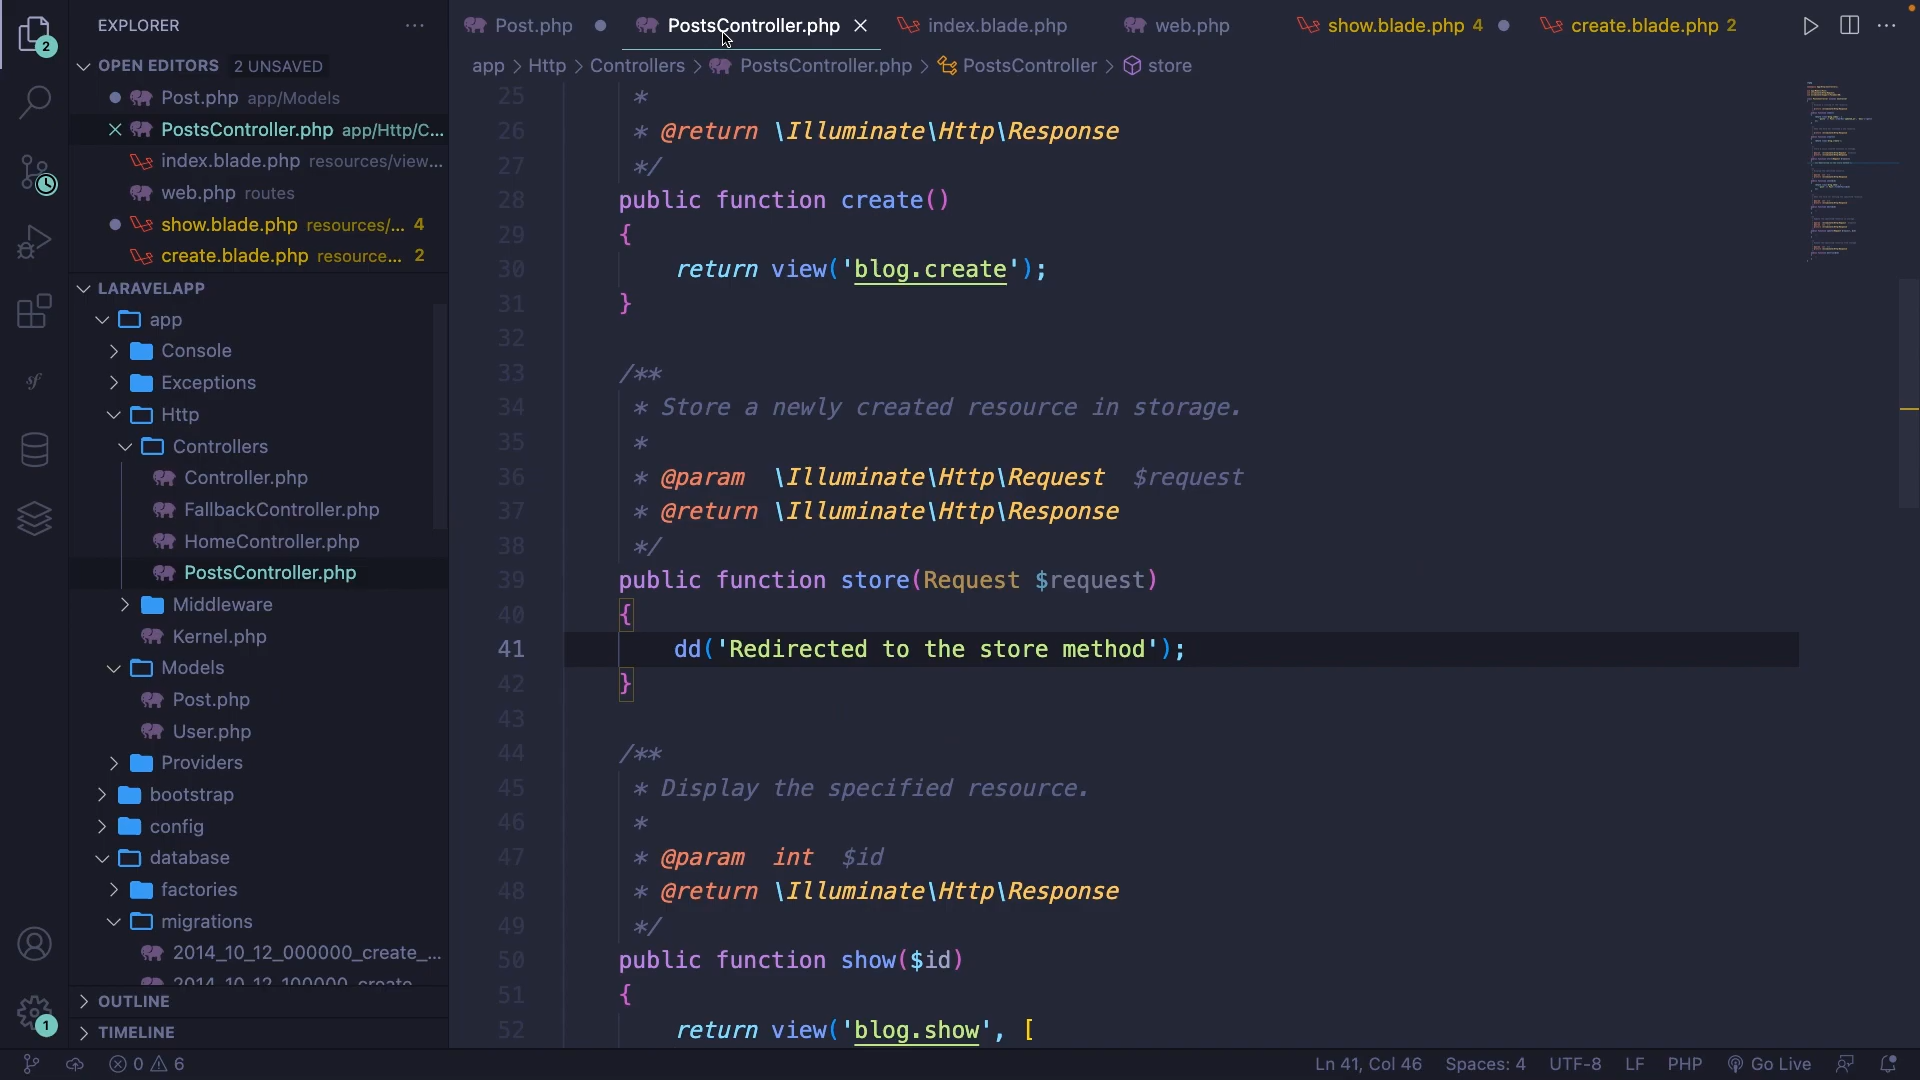 EXPLORER
OPEN EDITORS 2 UNSAVED
Post.php app/Models
PostsController.php app/Http/C...
index.blade.php resources/view...
web.php routes
show.blade.php resources/... 4
create.blade.php resource... 2
LARAVELAPP
app
Console
Exceptions
Http
Controllers
Controller.php
FallbackController.php
HomeController.php
PostsController.php
Middleware
Kernel.php
Models
Post.php
User.php
Providers
bootstrap
config
database
factories
migrations
2014_10_12_000000_create_...
2014_10_12_100000_create
OUTLINE
TIMELINE
2
1
Post.php
PostsController.php
index.blade.php
web.php
show.blade.php 4
create.blade.php 2
app > Http > Controllers > PostsController.php > PostsController > store
25 *
26 * @return \Illuminate\Http\Response
27 */
28 public function create()
29 {
30 return view('blog.create');
31 }
32
33 /**
34 * Store a newly created resource in storage.
35 *
36 * @param  \Illuminate\Http\Request  $request
37 * @return \Illuminate\Http\Response
38 */
39 public function store(Request $request)
40 {
41 dd('Redirected to the store method');
42 }
43
44 /**
45 * Display the specified resource.
46 *
47 * @param  int  $id
48 * @return \Illuminate\Http\Response
49 */
50 public function show($id)
51 {
52 return view('blog.show', [
0 6
Ln 41, Col 46
Spaces: 4
UTF-8
LF
PHP
Go Live